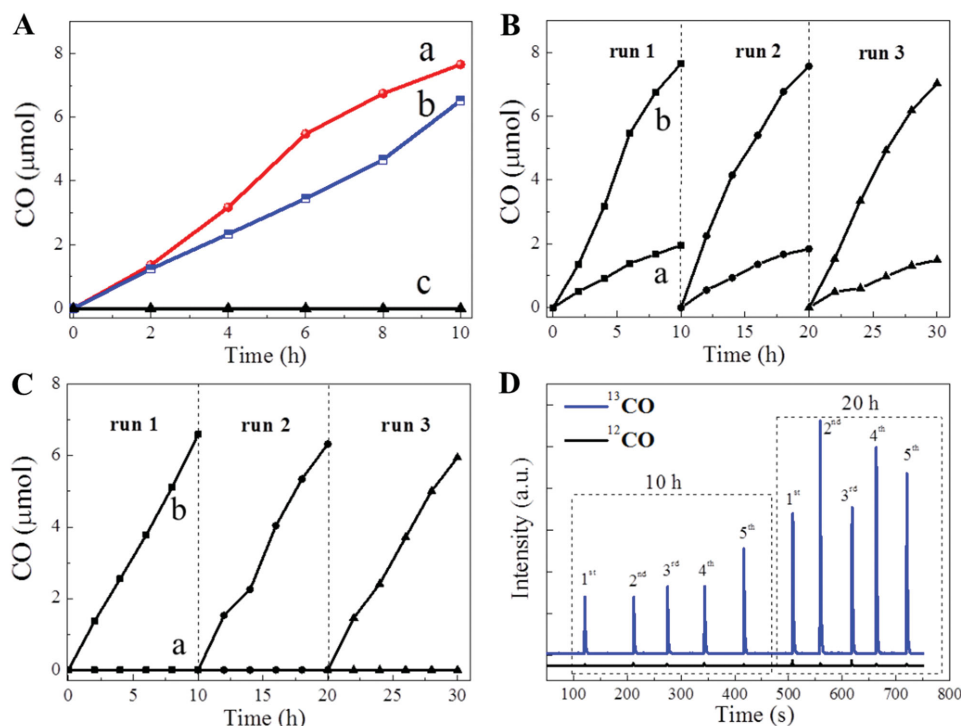 A
8
6
4
2
0
CO (μmol)
a
b
c
0 2 4 6 8 10
Time (h)
B
8
6
4
2
0
CO (μmol)
run 1 run 2 run 3
b
a
0 5 10 15 20 25 30
Time (h)
C
8
6
4
2
0
CO (μmol)
run 1 run 2 run 3
b
a
0 5 10 15 20 25 30
Time (h)
D
¹³CO
¹²CO
Intensity (a.u.)
10 h
20 h
1st 2nd 3rd 4th 5th
1st 2nd 3rd 4th 5th
100 200 300 400 500 600 700 800
Time (s)